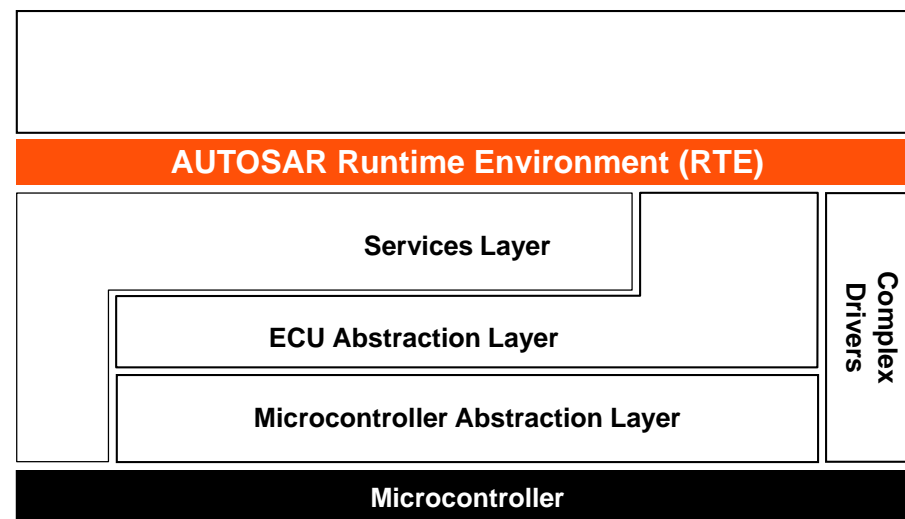 AUTOSAR Runtime Environment (RTE)
Services Layer
ECU Abstraction Layer
Complex
Drivers
Microcontroller Abstraction Layer
Microcontroller